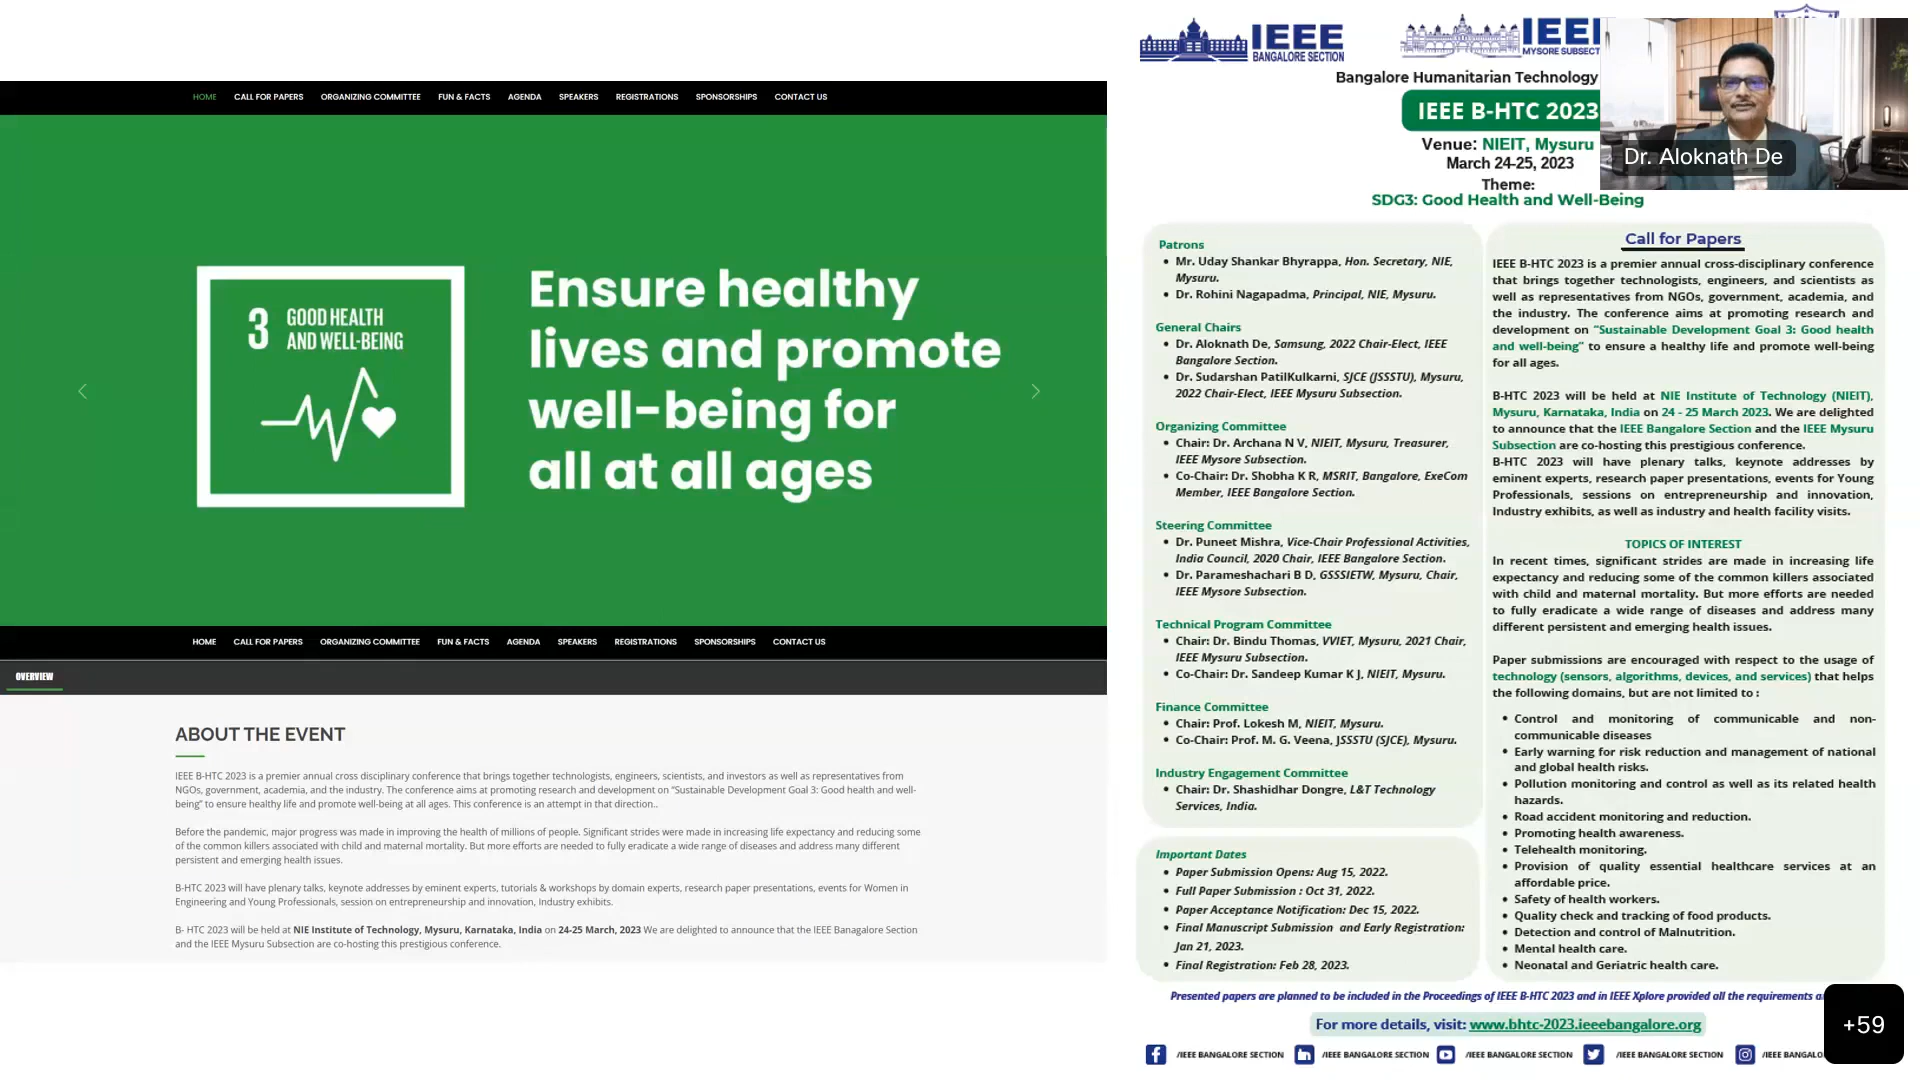 HOME CALL FOR PAPERS ORGANIZING COMMITTEE FUN & FACTS AGENDA SPEAKERS REGISTRATIONS SPONSORSHIPS CONTACT US
3 GOOD HEALTH
AND WELL-BEING
Ensure healthy
lives and promote
well-being for
all at all ages
HOME CALL FOR PAPERS ORGANIZING COMMITTEE FUN & FACTS AGENDA SPEAKERS REGISTRATIONS SPONSORSHIPS CONTACT US
OVERVIEW
ABOUT THE EVENT
IEEE B-HTC 2023 is a premier annual cross disciplinary conference that brings together technologists, engineers, scientists, and investors as well as representatives from
NGOs, government, academia, and the industry. The conference aims at promoting research and development on "Sustainable Development Goal 3: Good health and well-
being" to ensure healthy life and promote well-being at all ages. This conference is an attempt in that direction..
Before the pandemic, major progress was made in improving the health of millions of people. Significant strides were made in increasing life expectancy and reducing some
of the common killers associated with child and maternal mortality. But more efforts are needed to fully eradicate a wide range of diseases and address many different
persistent and emerging health issues.
B-HTC 2023 will have plenary talks, keynote addresses by eminent experts, tutorials & workshops by domain experts, research paper presentations, events for Women in
Engineering and Young Professionals, session on entrepreneurship and innovation, Industry exhibits.
B- HTC 2023 will be held at NIE Institute of Technology, Mysuru, Karnataka, India on 24-25 March, 2023 We are delighted to announce that the IEEE Banagalore Section
and the IEEE Mysuru Subsection are co-hosting this prestigious conference.
IEEE
BANGALORE SECTION
IEEE
MYSORE SUBSECT
Bangalore Humanitarian Technology
IEEE B-HTC 2023
Venue: NIEIT, Mysuru
March 24-25, 2023
Theme:
SDG3: Good Health and Well-Being
Dr. Aloknath De
Patrons
• Mr. Uday Shankar Bhyrappa, Hon. Secretary, NIE,
Mysuru.
• Dr. Rohini Nagapadma, Principal, NIE, Mysuru.
General Chairs
• Dr. Aloknath De, Samsung, 2022 Chair-Elect, IEEE
Bangalore Section.
• Dr. Sudarshan PatilKulkarni, SJCE (JSSSTU), Mysuru,
2022 Chair-Elect, IEEE Mysuru Subsection.
Organizing Committee
• Chair: Dr. Archana N V, NIEIT, Mysuru, Treasurer,
IEEE Mysore Subsection.
• Co-Chair: Dr. Shobha K R, MSRIT, Bangalore, ExeCom
Member, IEEE Bangalore Section.
Steering Committee
• Dr. Puneet Mishra, Vice-Chair Professional Activities,
India Council, 2020 Chair, IEEE Bangalore Section.
• Dr. Parameshachari B D, GSSSIETW, Mysuru, Chair,
IEEE Mysore Subsection.
Technical Program Committee
• Chair: Dr. Bindu Thomas, VVIET, Mysuru, 2021 Chair,
IEEE Mysuru Subsection.
• Co-Chair: Dr. Sandeep Kumar K J, NIEIT, Mysuru.
Finance Committee
• Chair: Prof. Lokesh M, NIEIT, Mysuru.
• Co-Chair: Prof. M. G. Veena, JSSSTU (SJCE), Mysuru.
Industry Engagement Committee
• Chair: Dr. Shashidhar Dongre, L&T Technology
Services, India.
Important Dates
• Paper Submission Opens: Aug 15, 2022.
• Full Paper Submission : Oct 31, 2022.
• Paper Acceptance Notification: Dec 15, 2022.
• Final Manuscript Submission and Early Registration:
Jan 21, 2023.
• Final Registration: Feb 28, 2023.
Call for Papers
IEEE B-HTC 2023 is a premier annual cross-disciplinary conference
that brings together technologists, engineers, and scientists as
well as representatives from NGOs, government, academia, and
the industry. The conference aims at promoting research and
development on "Sustainable Development Goal 3: Good health
and well-being" to ensure a healthy life and promote well-being
for all ages.
B-HTC 2023 will be held at NIE Institute of Technology (NIEIT),
Mysuru, Karnataka, India on 24 - 25 March 2023. We are delighted
to announce that the IEEE Bangalore Section and the IEEE Mysuru
Subsection are co-hosting this prestigious conference.
B-HTC 2023 will have plenary talks, keynote addresses by
eminent experts, research paper presentations, events for Young
Professionals, sessions on entrepreneurship and innovation,
Industry exhibits, as well as industry and health facility visits.
TOPICS OF INTEREST
In recent times, significant strides are made in increasing life
expectancy and reducing some of the common killers associated
with child and maternal mortality. But more efforts are needed
to fully eradicate a wide range of diseases and address many
different persistent and emerging health issues.
Paper submissions are encouraged with respect to the usage of
technology (sensors, algorithms, devices, and services) that helps
the following domains, but are not limited to :
• Control and monitoring of communicable and non-
communicable diseases
• Early warning for risk reduction and management of national
and global health risks.
• Pollution monitoring and control as well as its related health
hazards.
• Road accident monitoring and reduction.
• Promoting health awareness.
• Telehealth monitoring.
• Provision of quality essential healthcare services at an
affordable price.
• Safety of health workers.
• Quality check and tracking of food products.
• Detection and control of Malnutrition.
• Mental health care.
• Neonatal and Geriatric health care.
Presented papers are planned to be included in the Proceedings of IEEE B-HTC 2023 and in IEEE Xplore provided all the requirements
For more details, visit: www.bhtc-2023.ieeebangalore.org
/IEEE BANGALORE SECTION /IEEE BANGALORE SECTION /IEEE BANGALORE SECTION /IEEE BANGALORE SECTION /IEEE BANGALO
+59